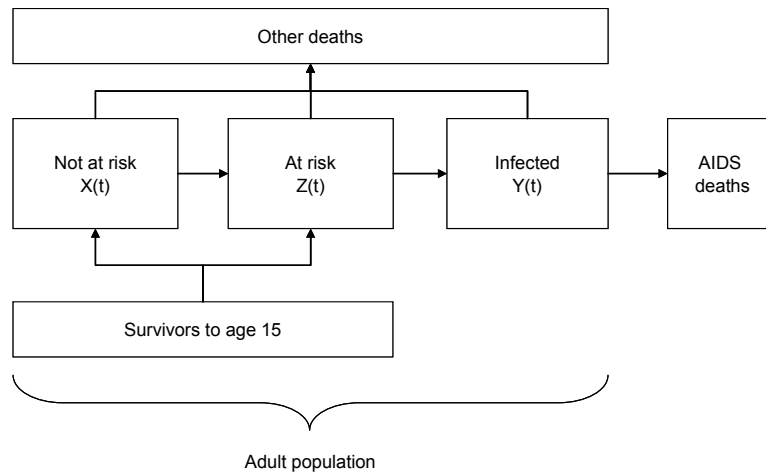 Other deaths
Not at risk
X(t)
At risk
Z(t)
Infected
Y(t)
AIDS
deaths
Survivors to age 15
Adult population